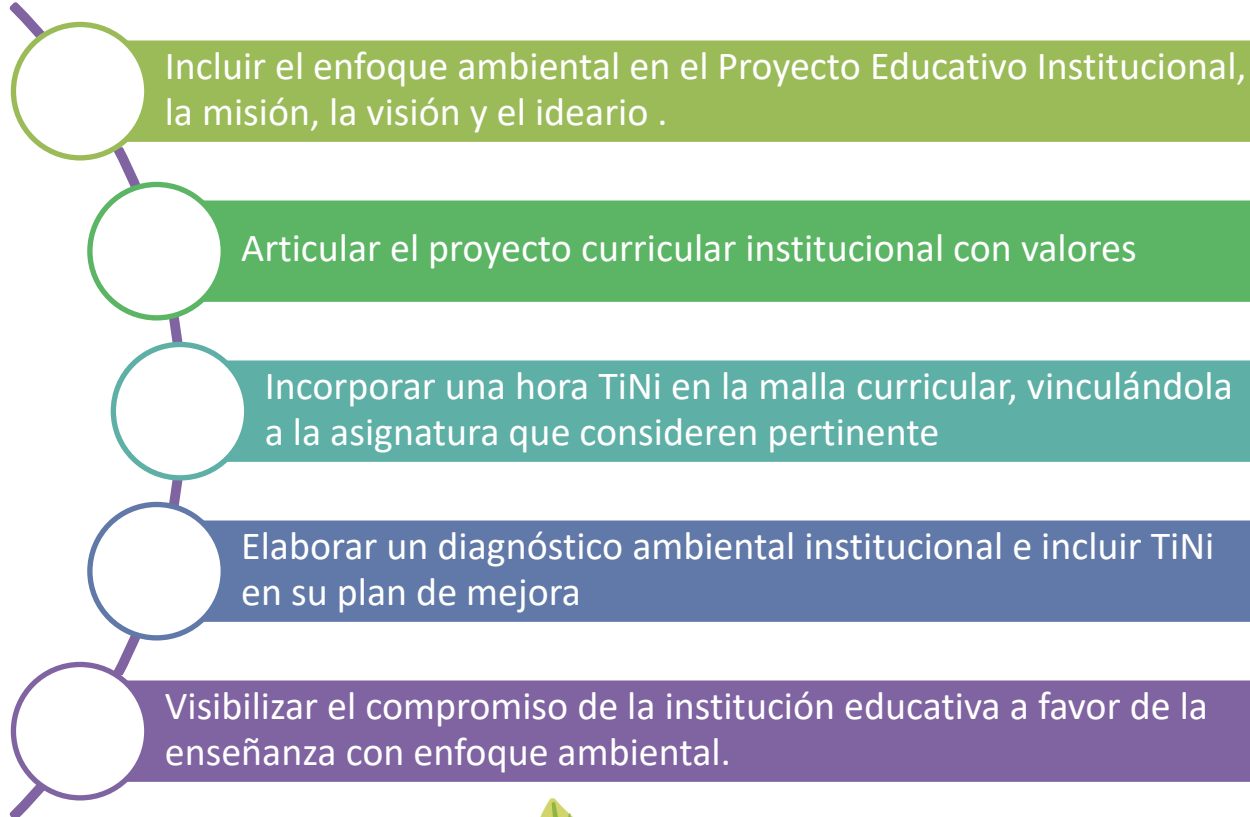 Incluir el enfoque ambiental en el Proyecto Educativo Institucional,
la misión, la visión y el ideario .
Articular el proyecto curricular institucional con valores
Incorporar una hora TiNi en la malla curricular, vinculándola
a la asignatura que consideren pertinente
Elaborar un diagnóstico ambiental institucional e incluir TiNi
en su plan de mejora
Visibilizar el compromiso de la institución educativa a favor de la
enseñanza con enfoque ambiental.